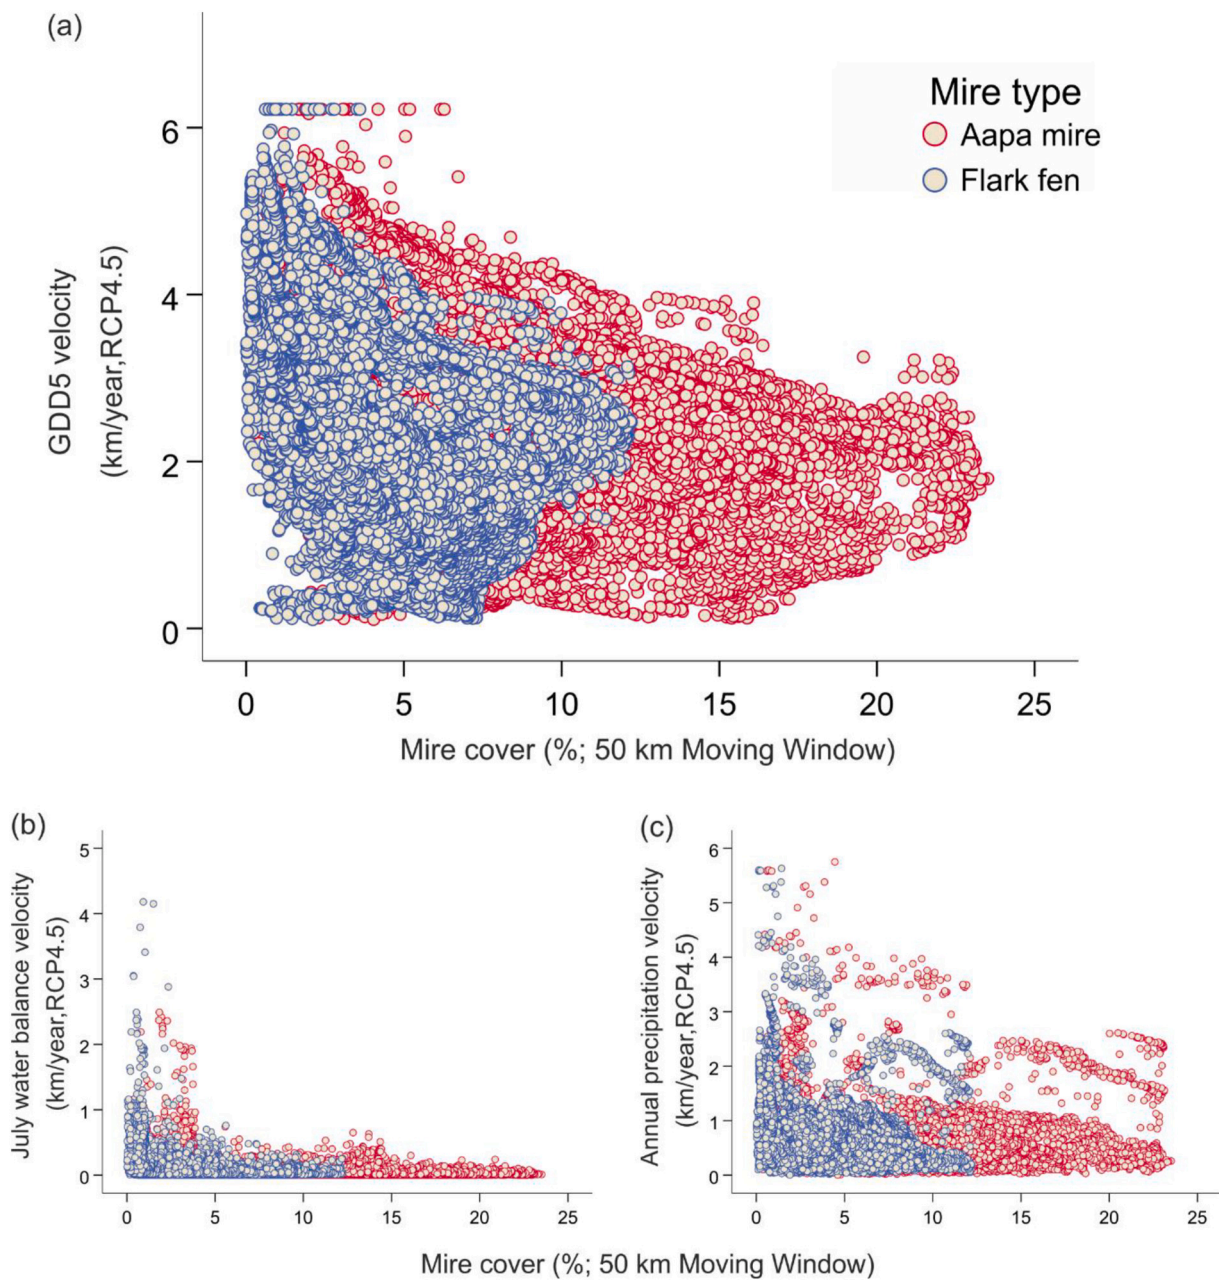 (a)
Mire type
Aapa mire
Flark fen
GDD5 velocity
(km/year,RCP4.5)
6
4
2
0
0 5 10 15 20 25
Mire cover (%; 50 km Moving Window)
(b)
July water balance velocity
(km/year,RCP4.5)
5
4
3
2
1
0
0 5 10 15 20 25
(c)
Annual precipitation velocity
(km/year,RCP4.5)
6
5
4
3
2
1
0
0 5 10 15 20 25
Mire cover (%; 50 km Moving Window)